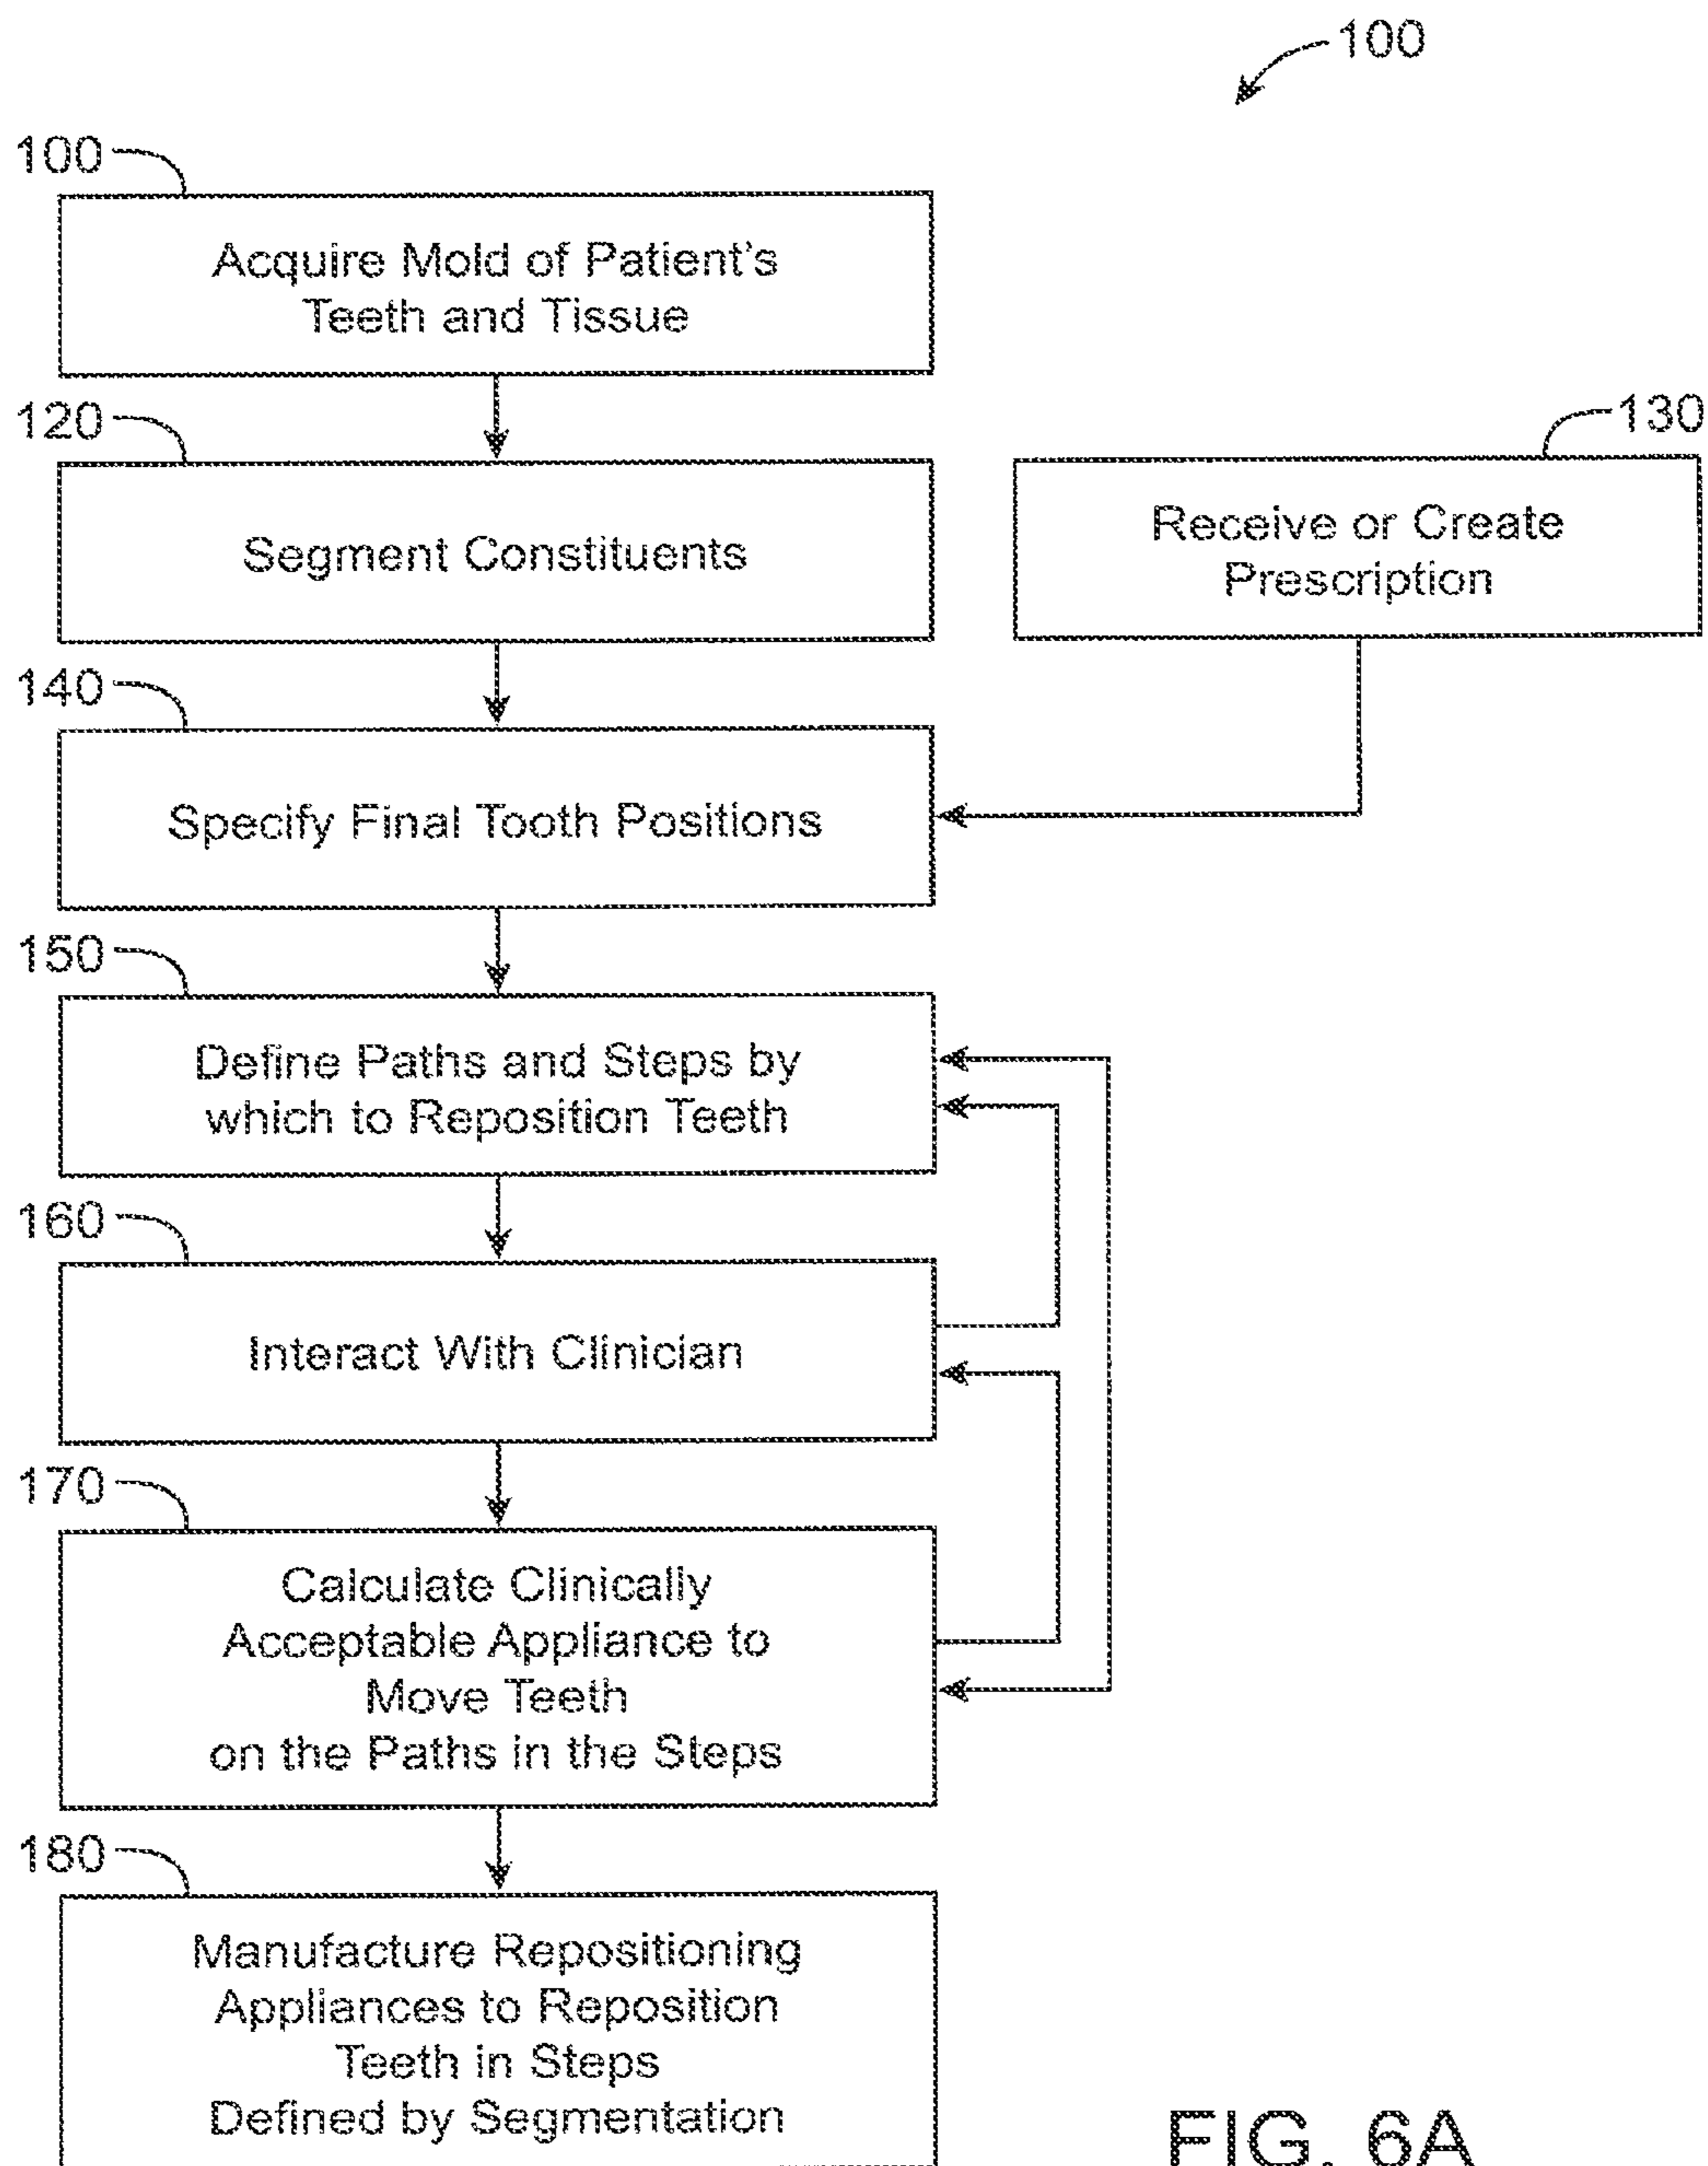 100
100
Acquire Mold of Patient's
Teeth and Tissue
120
Segment Constituents
130
Receive or Create
Prescription
140
Specify Final Tooth Positions
150
Define Paths and Steps by
which to Reposition Teeth
160
Interact With Clinician
170
Calculate Clinically
Acceptable Appliance to
Move Teeth
on the Paths in the Steps
180
Manufacture Repositioning
Appliances to Reposition
Teeth in Steps
Defined by Segmentation
FIG. 6A